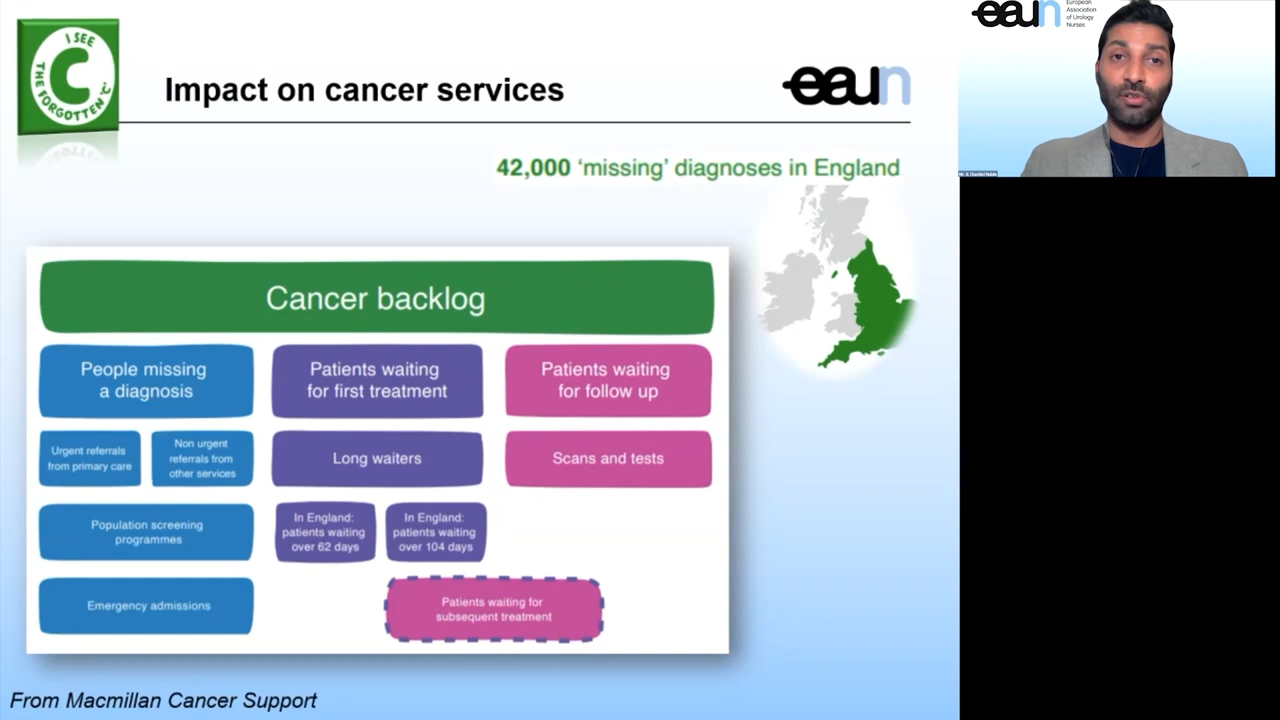 I SEE
THE FORGOTTEN 'C'
C
Impact on cancer services
eaun
42,000 'missing' diagnoses in England
Cancer backlog
People missing
a diagnosis
Patients waiting
for first treatment
Patients waiting
for follow up
Urgent referrals
from primary care
Non urgent
referrals from
other services
Long waiters
Scans and tests
Population screening
programmes
In England:
patients waiting
over 62 days
In England:
patients waiting
over 104 days
Emergency admissions
Patients waiting for
subsequent treatment
From Macmillan Cancer Support
eaun
European
Association
of Urology
Nurses